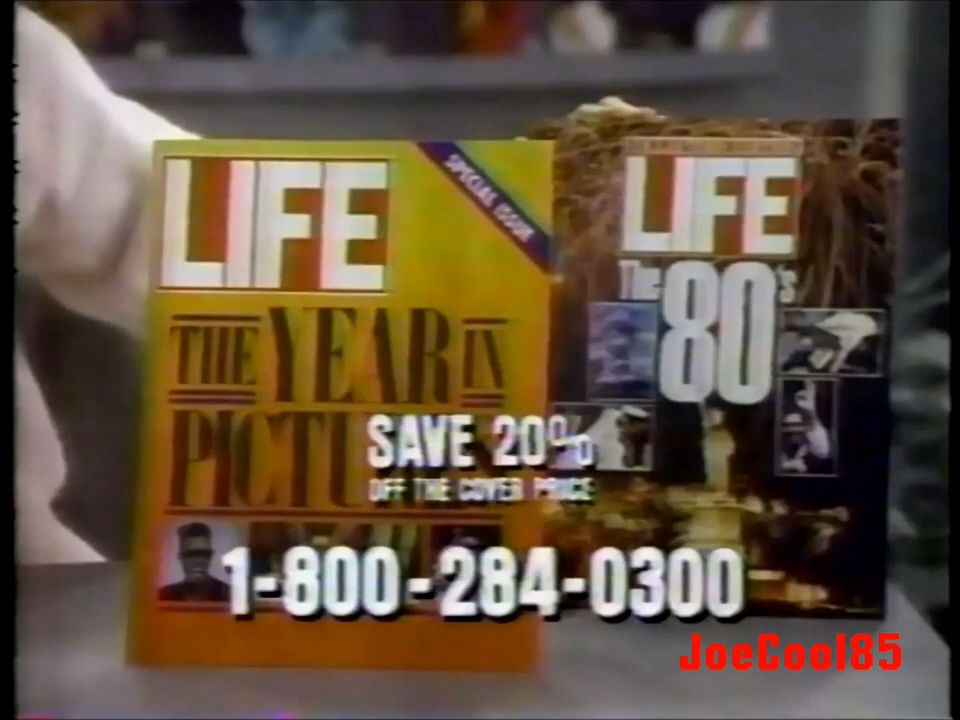 LIFE
SPECIAL ISSUE
THE YEAR IN
LIFE
The 80's
SAVE 20%
OFF THE COVER PRICE
1-800-284-0300
JoeCool85